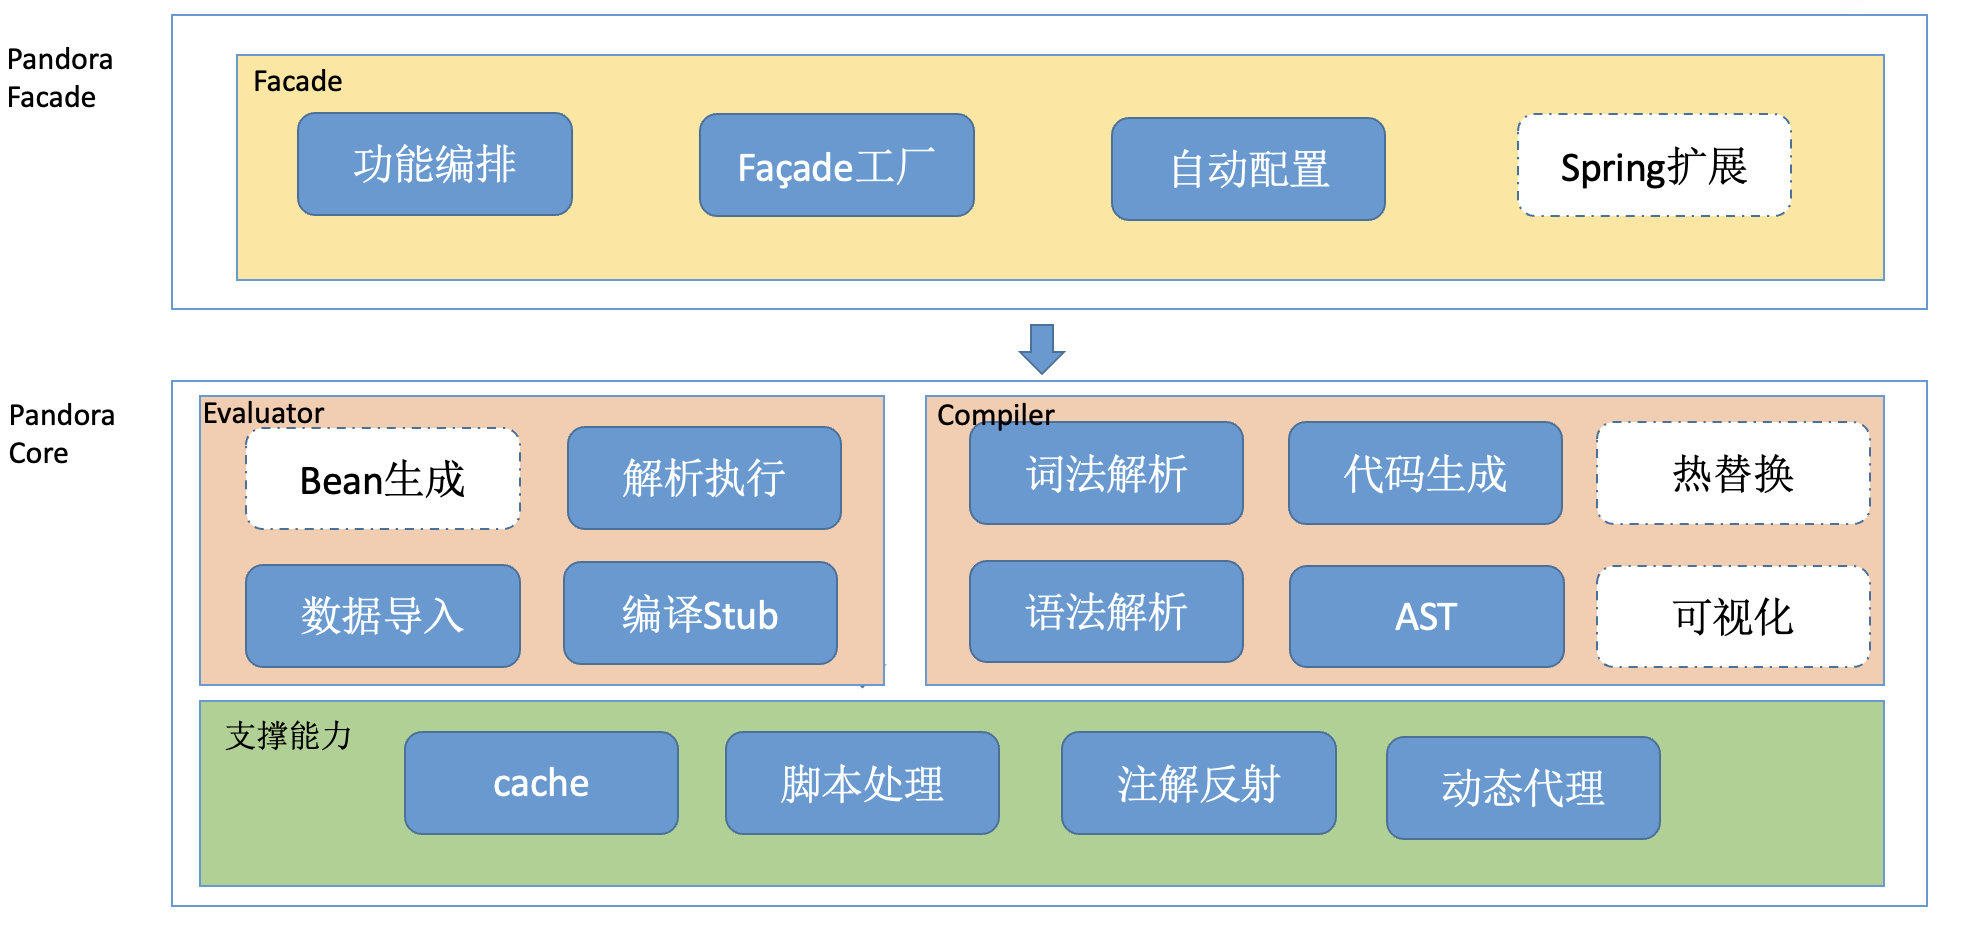 Pandora
Facade
Facade
功能编排
Façade工厂
自动配置
Spring扩展
Pandora
Core
Evaluator
Bean生成
解析执行
数据导入
编译Stub
Compiler
词法解析
代码生成
热替换
语法解析
AST
可视化
支撑能力
cache
脚本处理
注解反射
动态代理